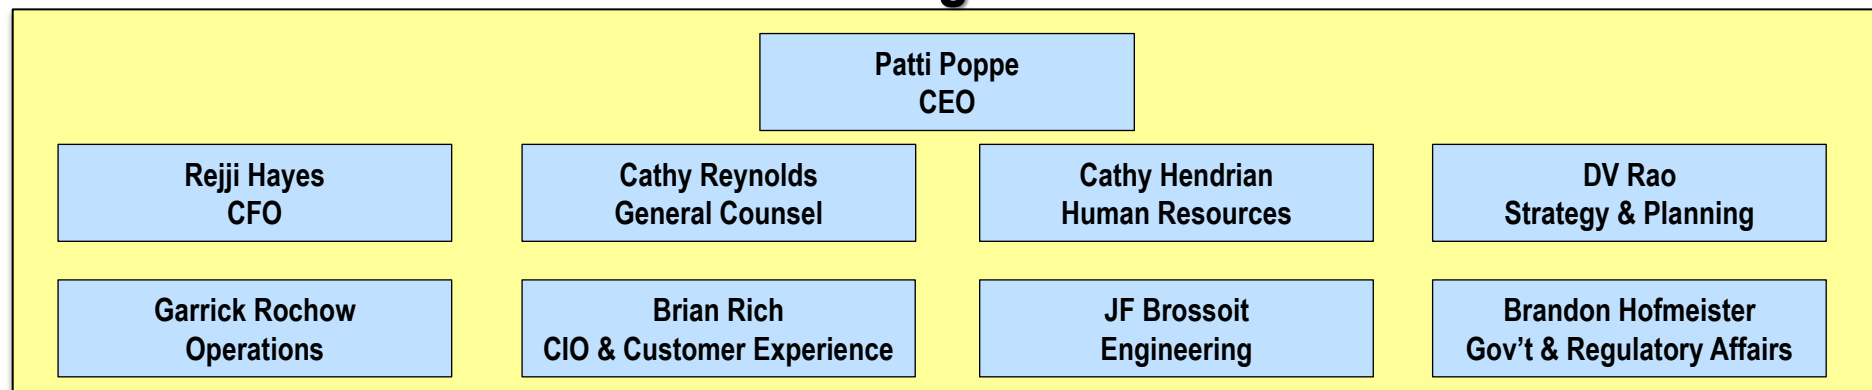 Patti Poppe
CEO
Rejji Hayes
CFO
Cathy Reynolds
General Counsel
Cathy Hendrian
Human Resources
DV Rao
Strategy & Planning
Garrick Rochow
Operations
Brian Rich
CIO & Customer Experience
JF Brossoit
Engineering
Brandon Hofmeister
Gov’t & Regulatory Affairs